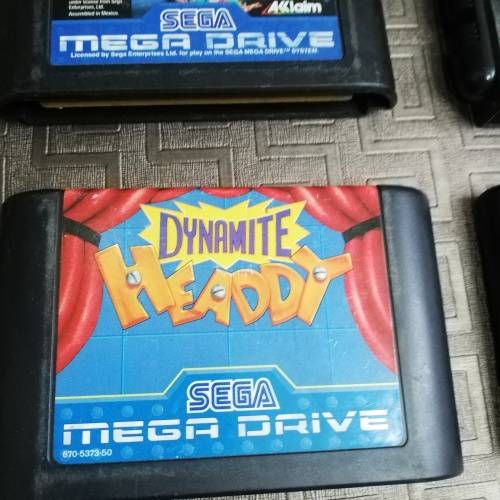 under license from Sega
Enterprises, Ltd.
Assembled in Mexico.
AKlaim
SEGA
MEGA DRIVE
Licensed by Sega Enterprises Ltd. for play on the SEGA MEGA DRIVE™ SYSTEM.
DYNAMITE
HEADDY
SEGA
MEGA DRIVE
670-5373-50